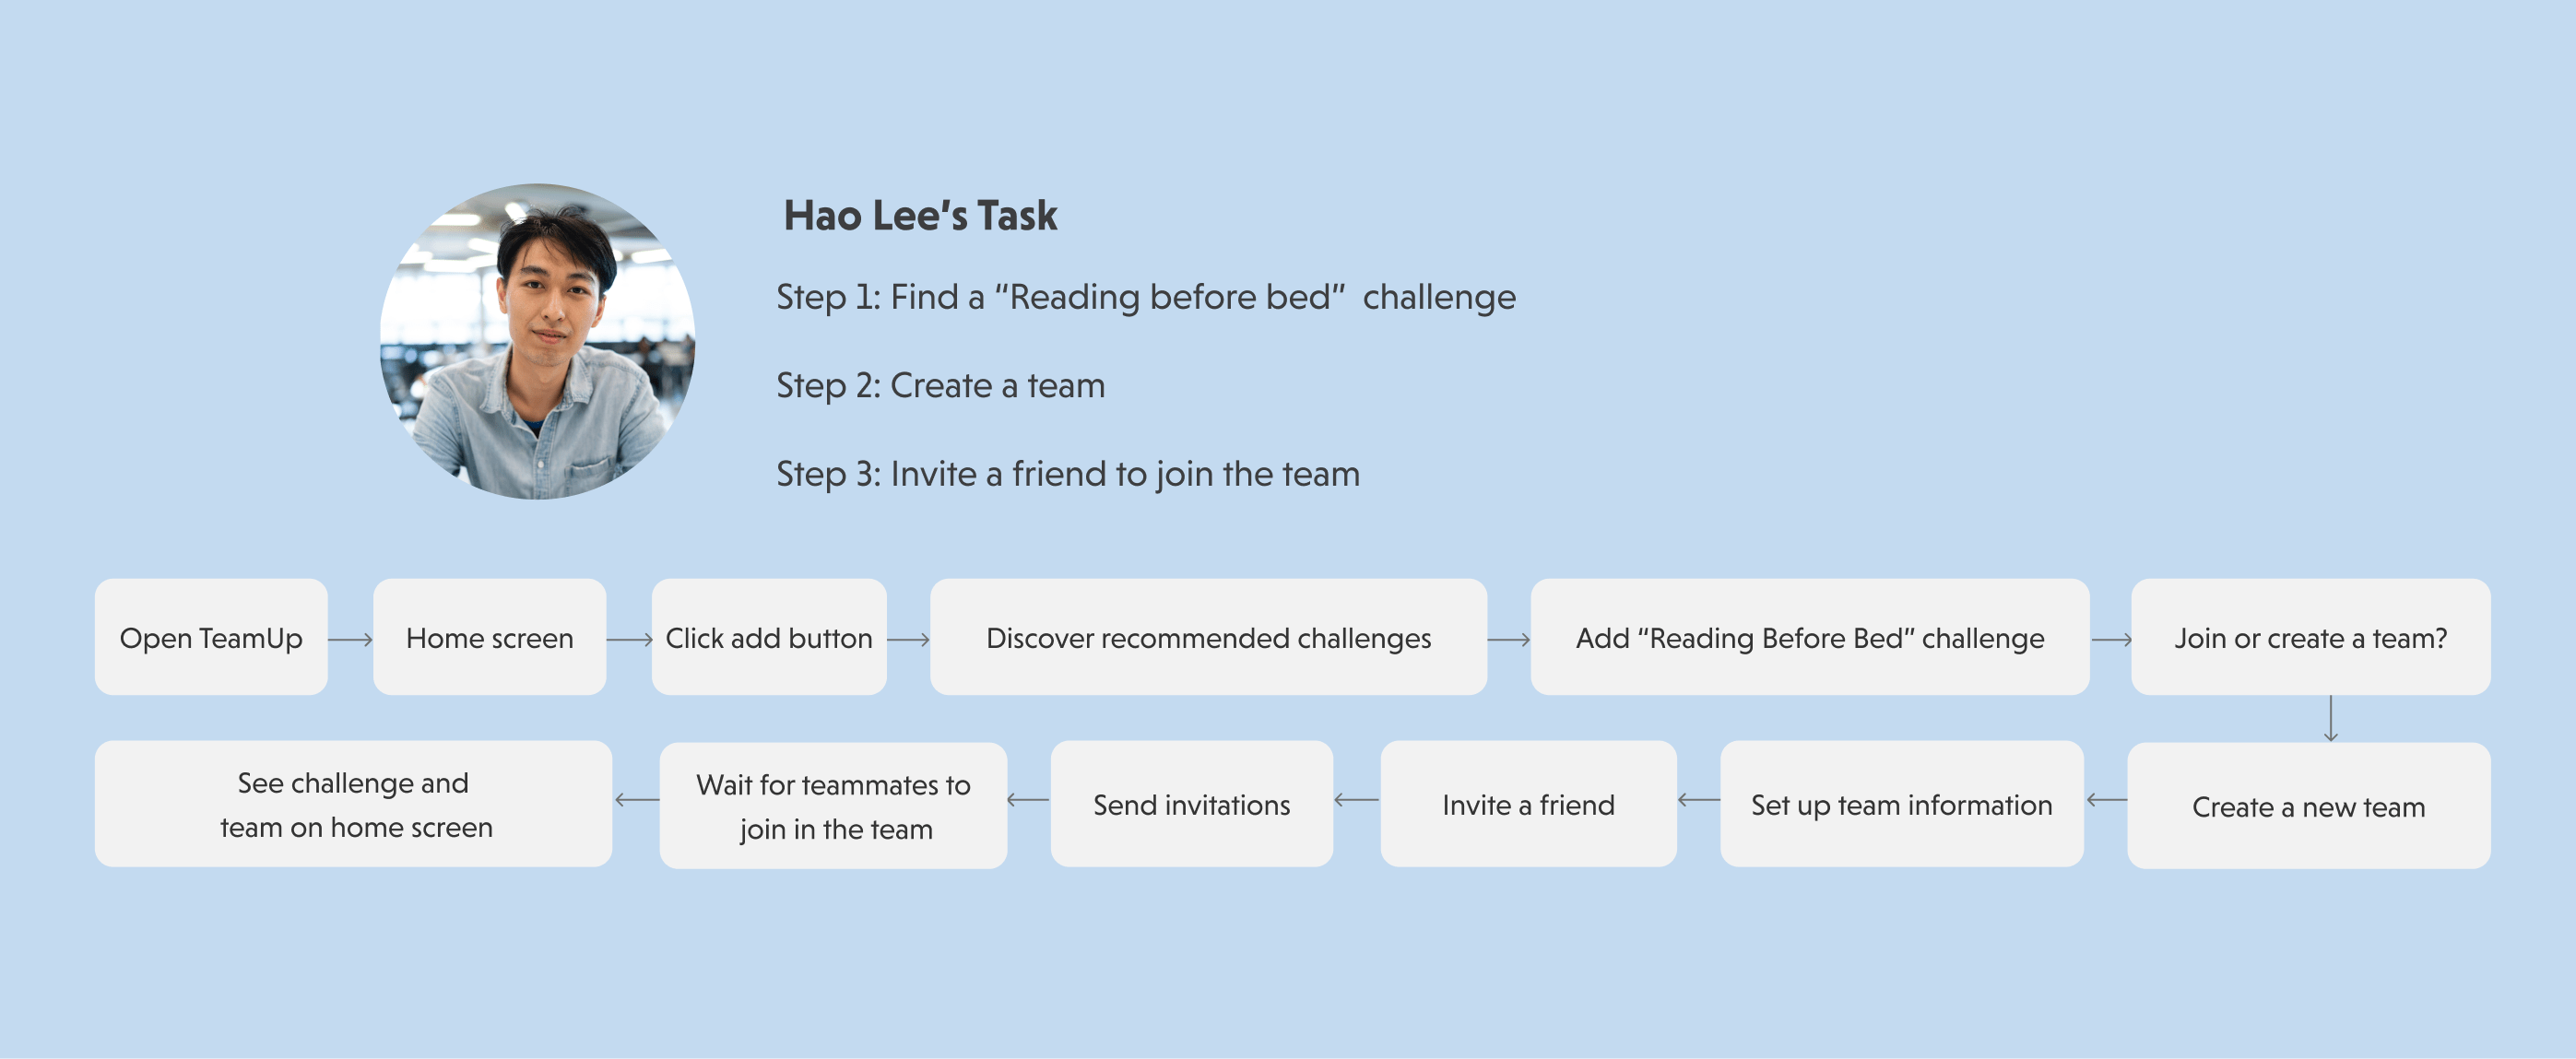 Hao Lee’s Task
Step 1: Find a “Reading before bed” challenge
Step 2: Create a team
Step 3: Invite a friend to join the team
Open TeamUp
Home screen
Click add button
Discover recommended challenges
Add “Reading Before Bed” challenge
Join or create a team?
Create a new team
Set up team information
Invite a friend
Send invitations
Wait for teammates to
join in the team
See challenge and
team on home screen